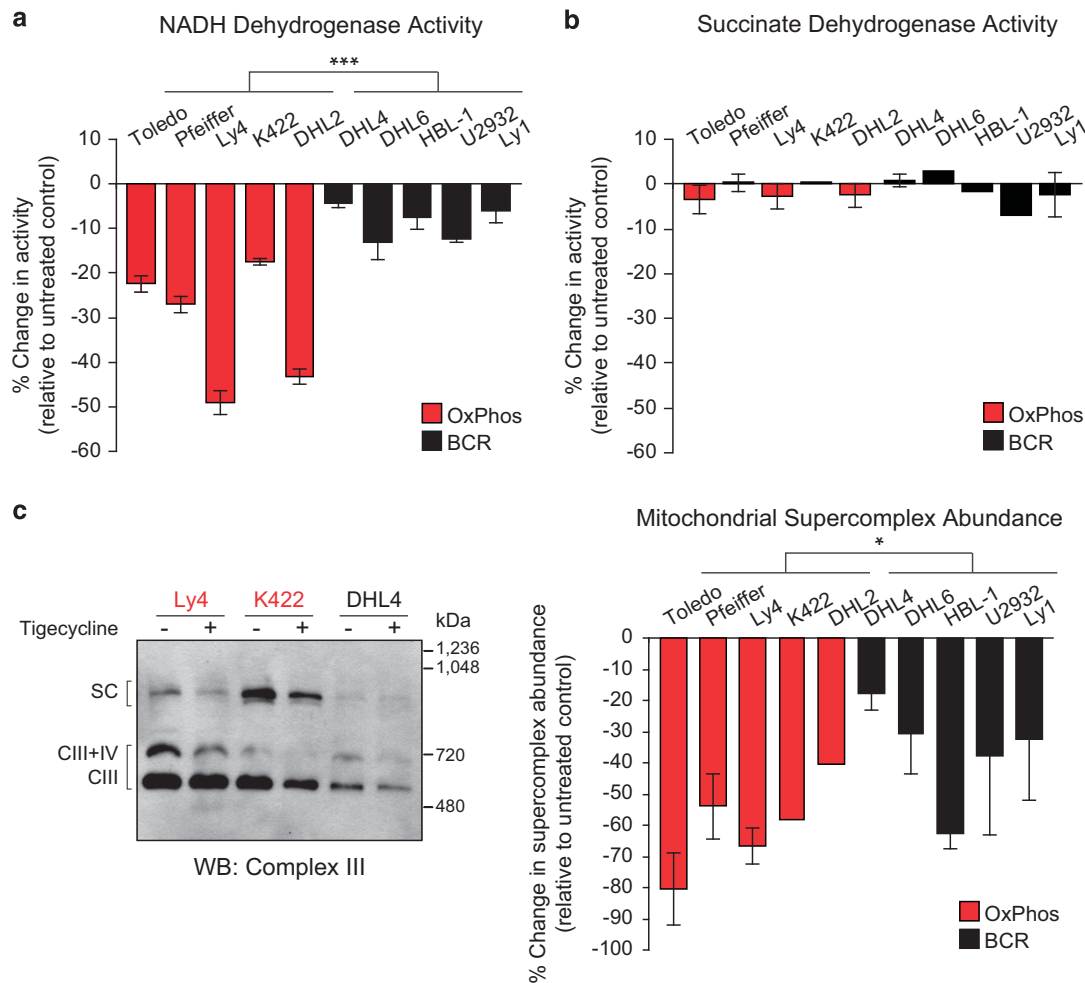 a
NADH Dehydrogenase Activity
***
Toledo Pfeiffer Ly4 K422 DHL2 DHL4 DHL6 HBL-1 U2932 Ly1
% Change in activity
(relative to untreated control)
10
0
-10
-20
-30
-40
-50
-60
OxPhos
BCR
b
Succinate Dehydrogenase Activity
Toledo Pfeiffer Ly4 K422 DHL2 DHL4 DHL6 HBL-1 U2932 Ly1
% Change in activity
(relative to untreated control)
10
0
-10
-20
-30
-40
-50
-60
OxPhos
BCR
c
Ly4 K422 DHL4
Tigecycline - + - + - + kDa
1,236
1,048
SC
CIII+IV
720
CIII
480
WB: Complex III
Mitochondrial Supercomplex Abundance
*
Toledo Pfeiffer Ly4 K422 DHL2 DHL4 DHL6 HBL-1 U2932 Ly1
% Change in supercomplex abundance
(relative to untreated control)
0
-10
-20
-30
-40
-50
-60
-70
-80
-90
-100
OxPhos
BCR